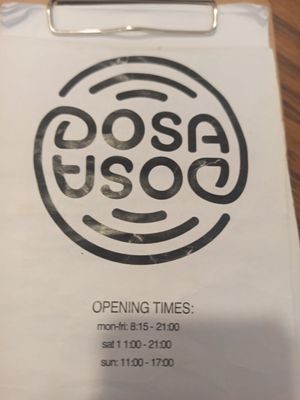 DOSA
DOSA
OPENING TIMES:
mon-fri: 8:15 - 21:00
sat 1 1:00 - 21:00
sun: 11:00 - 17:00